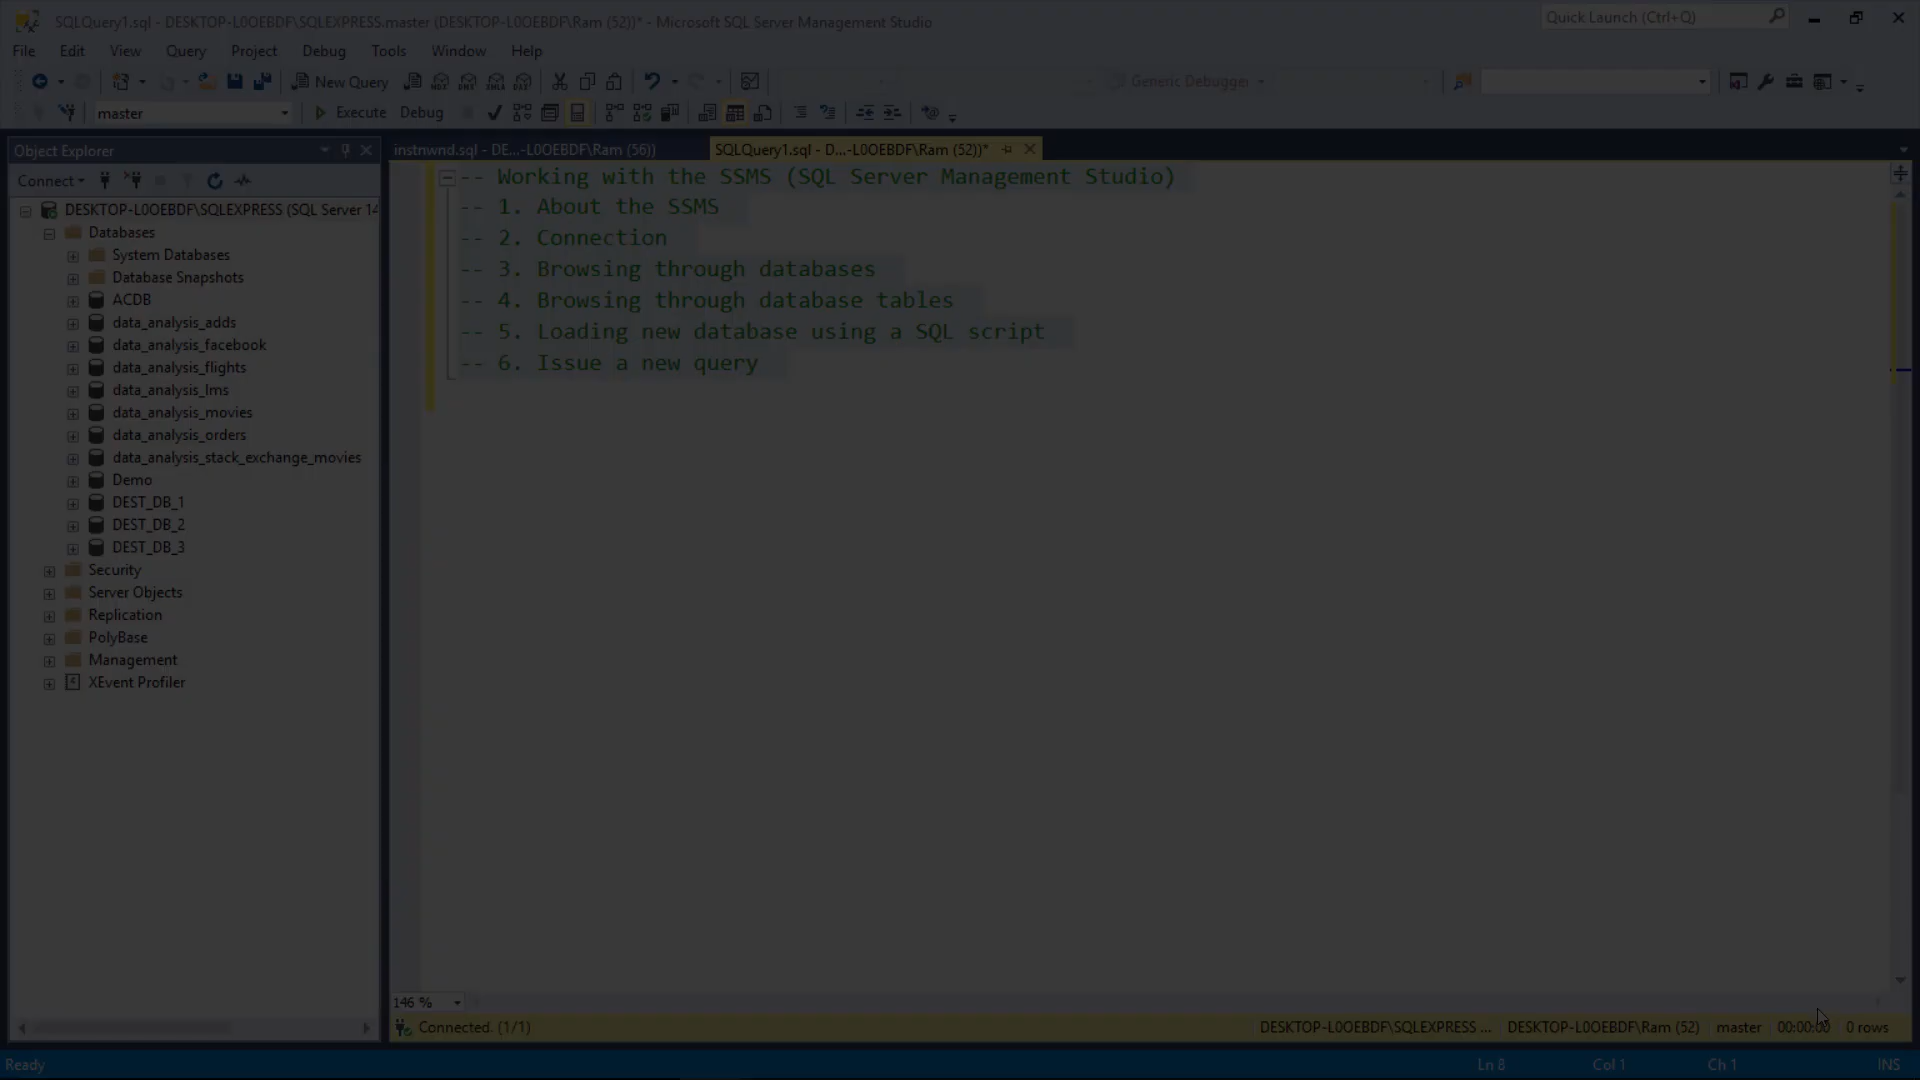 SQLQuery1.sql - DESKTOP-L0OEBDF\SQLEXPRESS.master (DESKTOP-L0OEBDF\Ram (52))* - Microsoft SQL Server Management Studio
Quick Launch (Ctrl+Q)
File Edit View Query Project Debug Tools Window Help
New Query
Generic Debugger
master
Execute Debug
Object Explorer
instnwnd.sql - DE...-L0OEBDF\Ram (56))
SQLQuery1.sql - D...-L0OEBDF\Ram (52))*
Connect
DESKTOP-L0OEBDF\SQLEXPRESS (SQL Server 14
Databases
System Databases
Database Snapshots
ACDB
data_analysis_adds
data_analysis_facebook
data_analysis_flights
data_analysis_lms
data_analysis_movies
data_analysis_orders
data_analysis_stack_exchange_movies
Demo
DEST_DB_1
DEST_DB_2
DEST_DB_3
Security
Server Objects
Replication
PolyBase
Management
XEvent Profiler
-- Working with the SSMS (SQL Server Management Studio)
-- 1. About the SSMS
-- 2. Connection
-- 3. Browsing through databases
-- 4. Browsing through database tables
-- 5. Loading new database using a SQL script
-- 6. Issue a new query
146 %
Connected. (1/1)
DESKTOP-L0OEBDF\SQLEXPRESS ...
DESKTOP-L0OEBDF\Ram (52)
master
00:00:00
0 rows
Ready
Ln 8
Col 1
Ch 1
INS